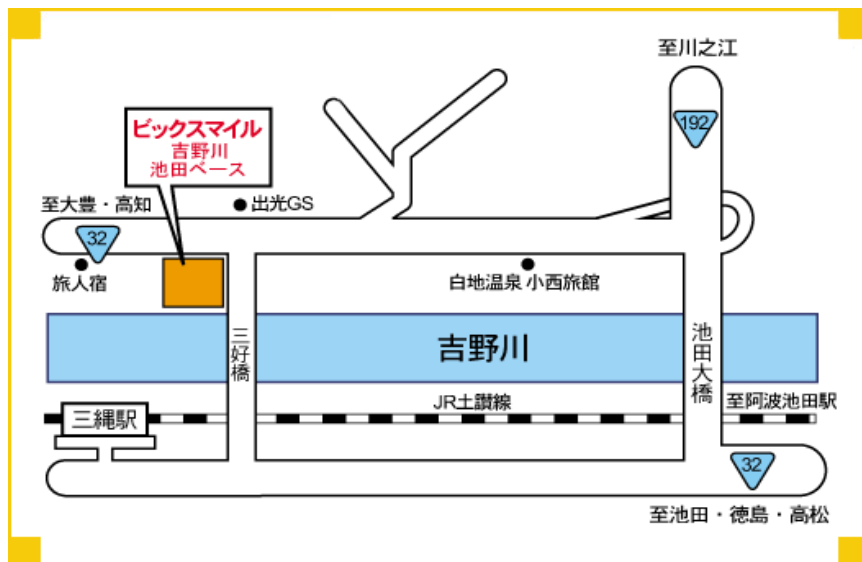 至川之江
192
ビックスマイル
吉野川
池田ベース
至大豊・高知
出光GS
32
旅人宿
白地温泉 小西旅館
三好橋
吉野川
池田大橋
JR土讃線
至阿波池田駅
三縄駅
32
至池田・徳島・高松